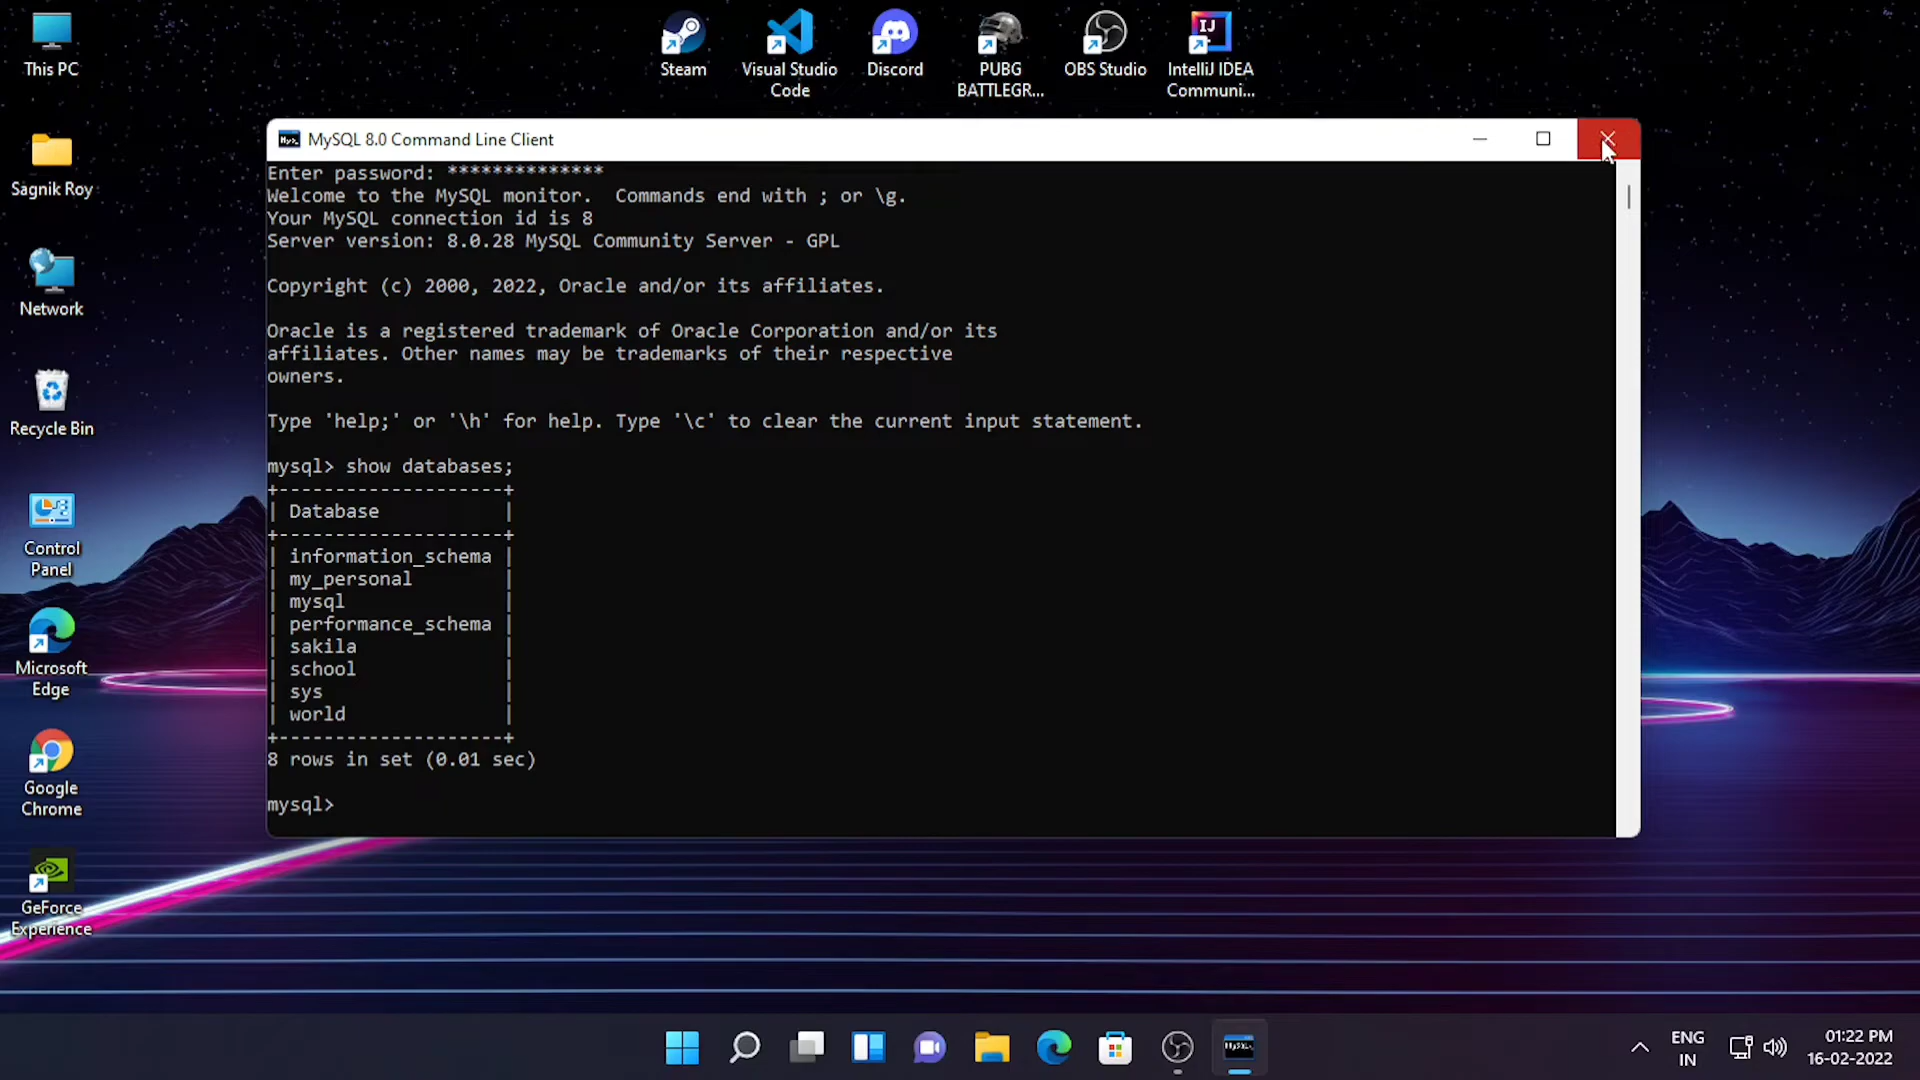 This PC
Sagnik Roy
Network
Recycle Bin
Control
Panel
Microsoft
Edge
Google
Chrome
GeForce
Experience
Steam
Visual Studio
Code
Discord
PUBG
BATTLEGR...
OBS Studio
IntelliJ IDEA
Communi...
MySQL 8.0 Command Line Client
Enter password: **************
Welcome to the MySQL monitor.  Commands end with ; or \g.
Your MySQL connection id is 8
Server version: 8.0.28 MySQL Community Server - GPL
Copyright (c) 2000, 2022, Oracle and/or its affiliates.
Oracle is a registered trademark of Oracle Corporation and/or its
affiliates. Other names may be trademarks of their respective
owners.
Type 'help;' or '\h' for help. Type '\c' to clear the current input statement.
mysql> show databases;
+--------------------+
| Database           |
+--------------------+
| information_schema |
| my_personal        |
| mysql              |
| performance_schema |
| sakila             |
| school             |
| sys                |
| world              |
+--------------------+
8 rows in set (0.01 sec)
mysql>
ENG
IN
01:22 PM
16-02-2022